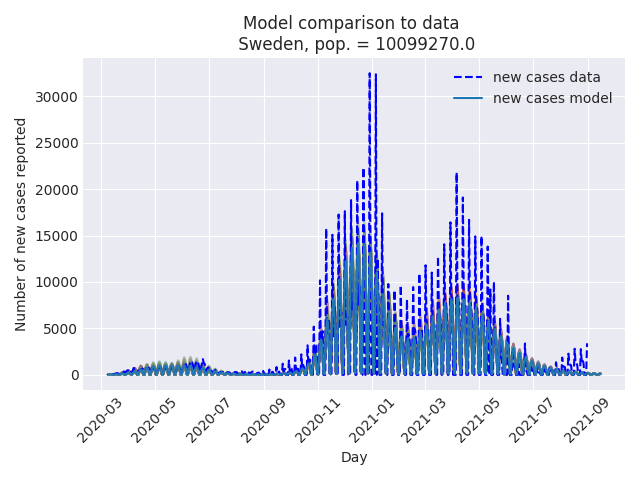 Model comparison to data
Sweden, pop. = 10099270.0
new cases data
new cases model
Number of new cases reported
30000
25000
20000
15000
10000
5000
0
2020-03
2020-05
2020-07
2020-09
2020-11
2021-01
2021-03
2021-05
2021-07
2021-09
Day